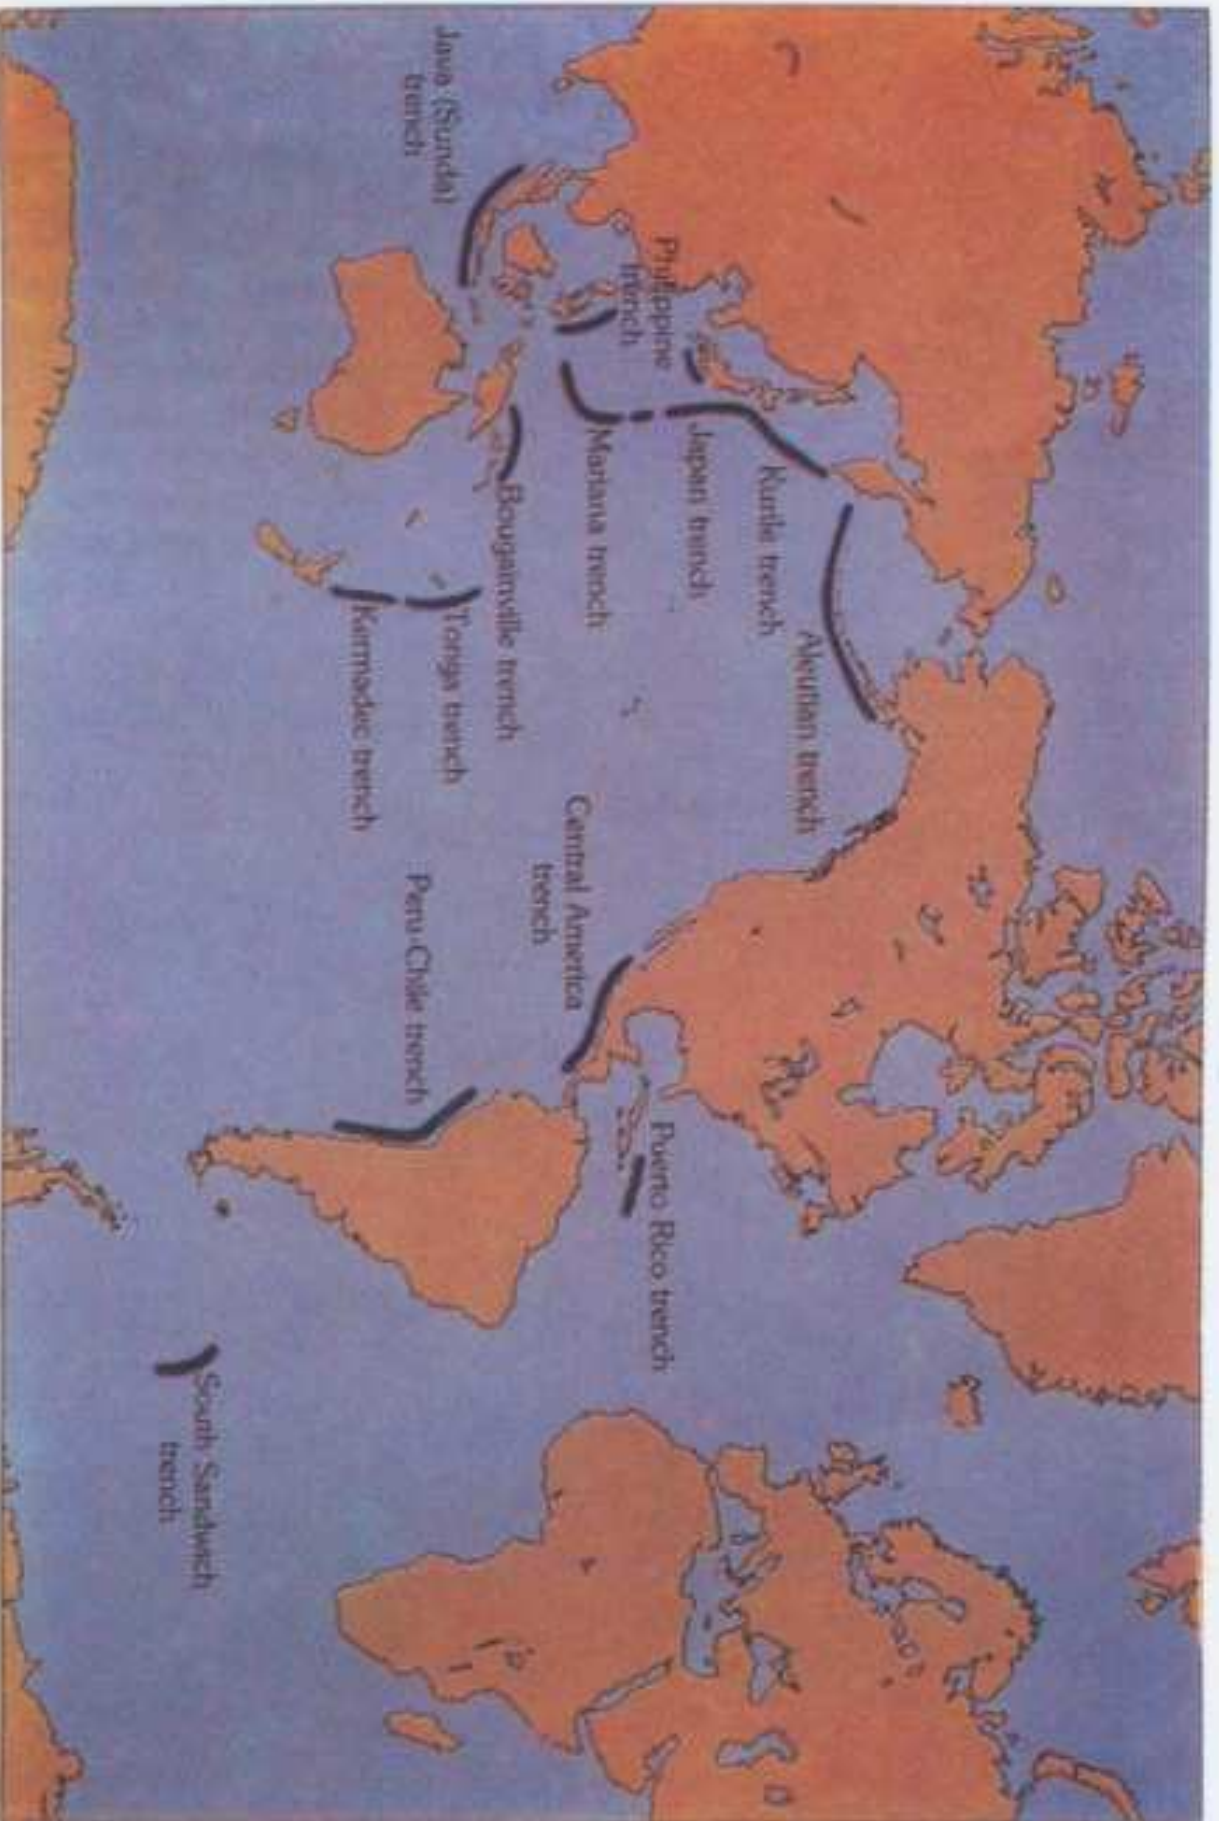 Aleutian trench
Kurile trench
Japan trench
Philippine
trench
Mariana trench
Bougainville trench
Java (Sunda)
trench
Tonga trench
Kermadec trench
Central America
trench
Peru-Chile trench
Puerto Rico trench
South Sandwich
trench